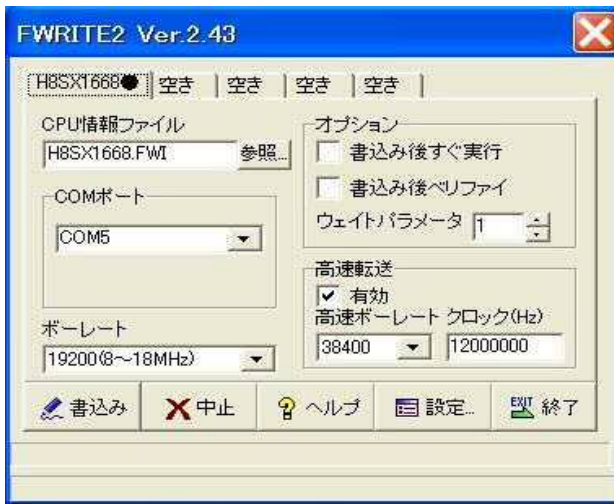 FWRITE2 Ver.2.43
H8SX1668● 空き 空き 空き 空き
CPU情報ファイル
H8SX1668.FWI 参照...
COMポート
COM5
ボーレート
19200(8～18MHz)
オプション
書込み後すぐ実行
書込み後ベリファイ
ウェイトパラメータ 1
高速転送
有効
高速ボーレート クロック(Hz)
38400 12000000
書込み 中止 ヘルプ 設定... EXIT 終了